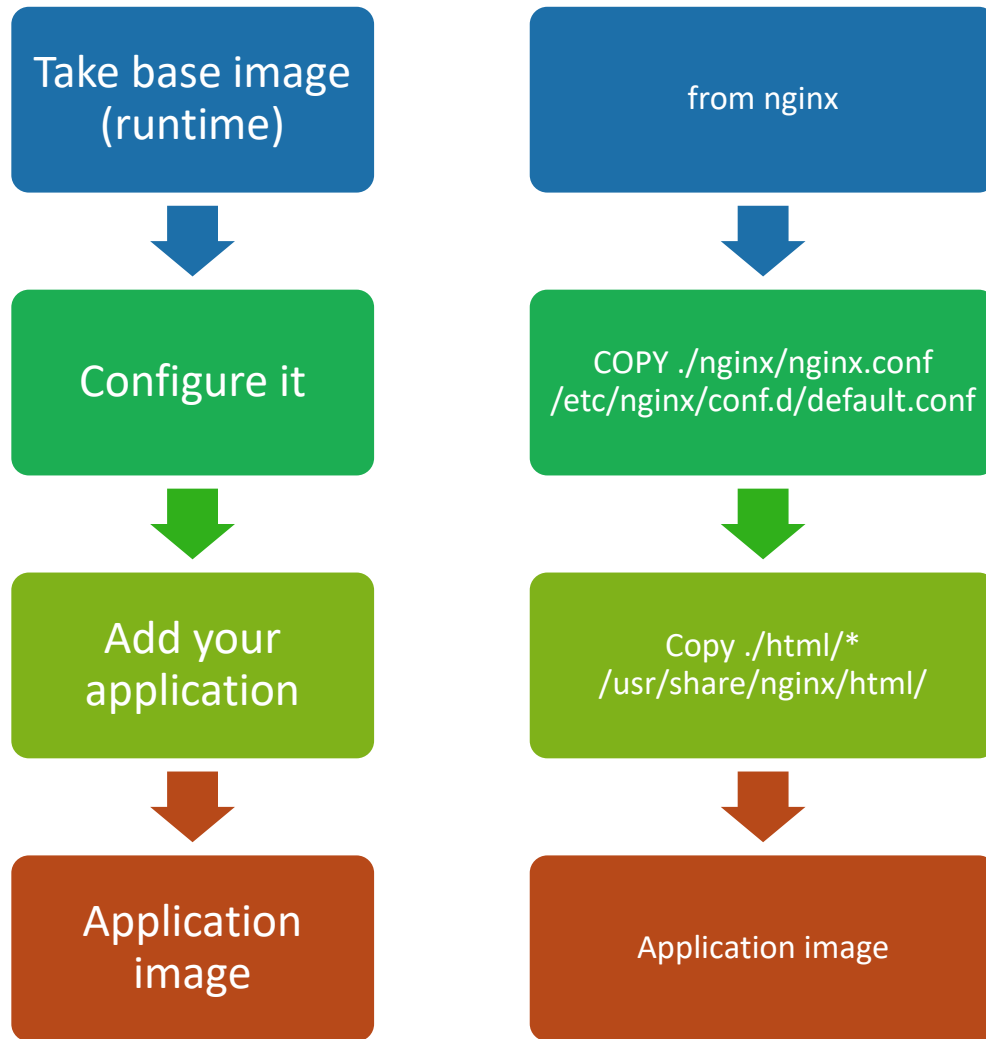 Take base image
(runtime)
from nginx
Configure it
COPY ./nginx/nginx.conf
/etc/nginx/conf.d/default.conf
Add your
application
Copy ./html/*
/usr/share/nginx/html/
Application
image
Application image